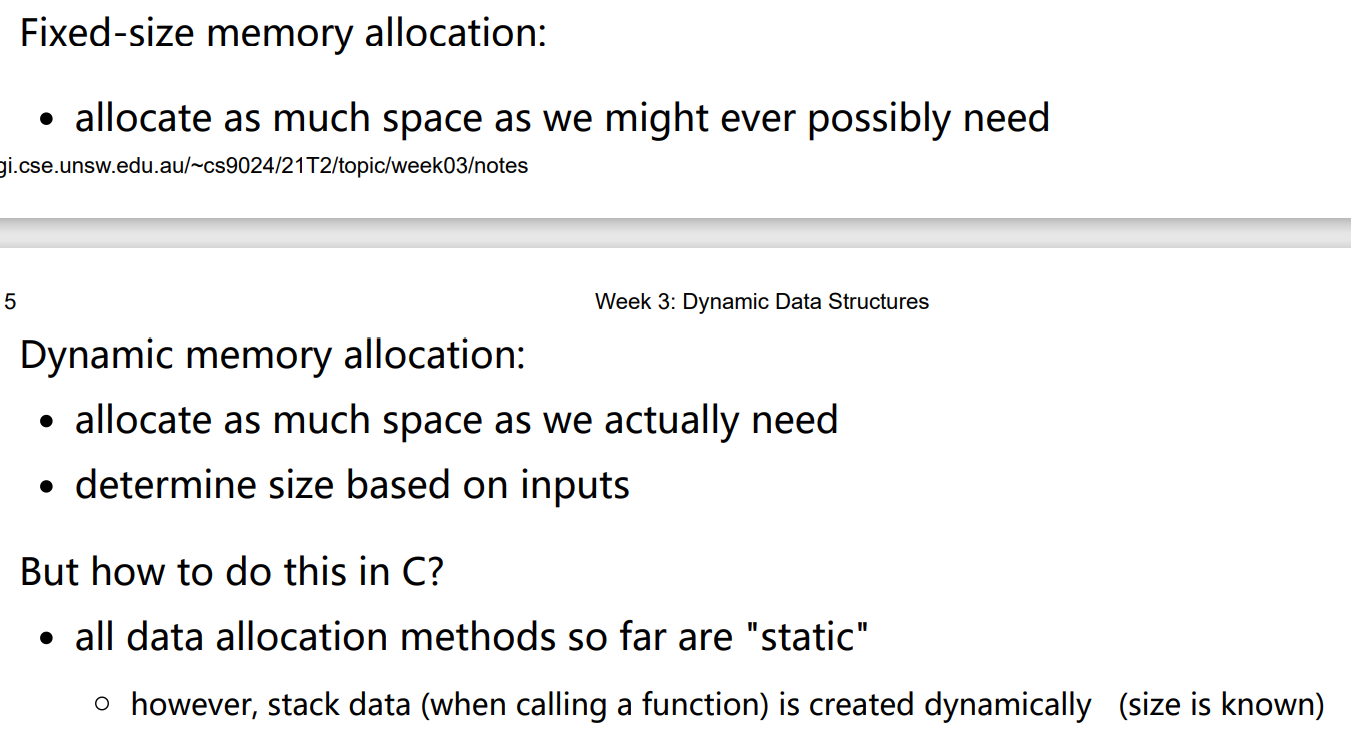 Fixed-size memory allocation:
• allocate as much space as we might ever possibly need
gi.cse.unsw.edu.au/~cs9024/21T2/topic/week03/notes
5
Week 3: Dynamic Data Structures
Dynamic memory allocation:
• allocate as much space as we actually need
• determine size based on inputs
But how to do this in C?
• all data allocation methods so far are "static"
○ however, stack data (when calling a function) is created dynamically (size is known)